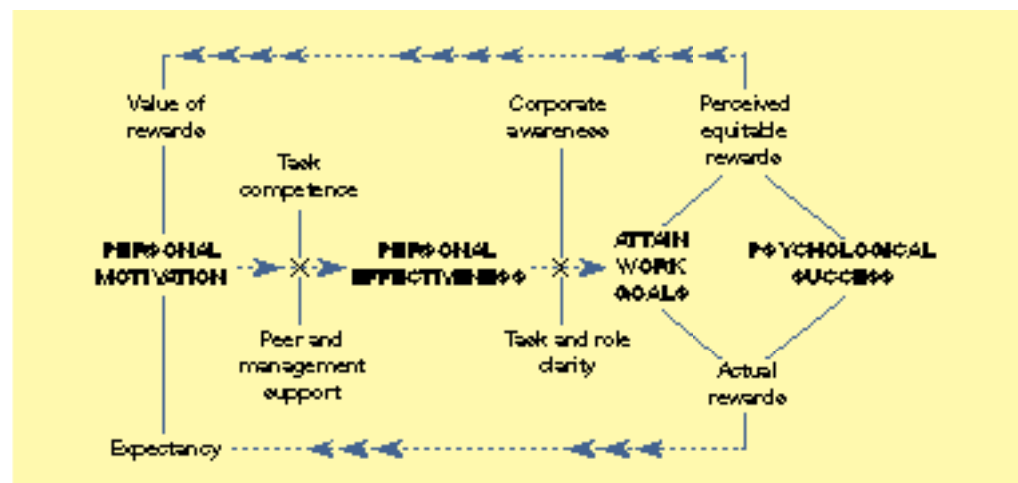 Value of
rewards
Corporate
awareness
Perceived
equitable
rewards
Task
competence
PERSONAL
MOTIVATION
PERSONAL
EFFECTIVENESS
ATTAIN
WORK
GOALS
PSYCHOLOGICAL
SUCCESS
Peer and
management
support
Task and role
clarity
Actual
rewards
Expectancy